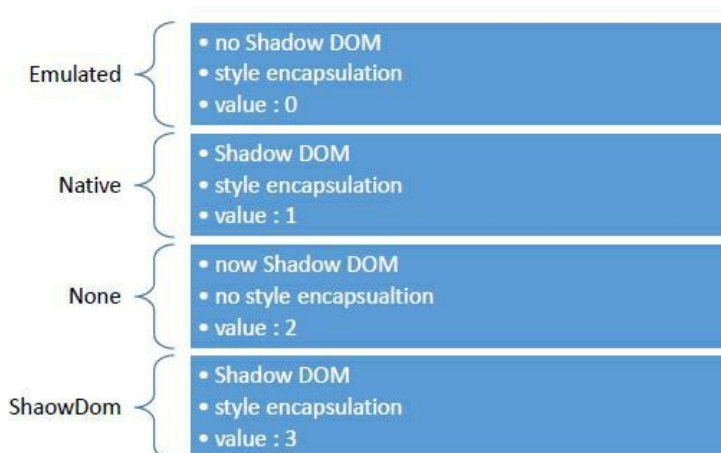 Emulated
• no Shadow DOM
• style encapsulation
• value : 0
Native
• Shadow DOM
• style encapsulation
• value : 1
None
• now Shadow DOM
• no style encapsualtion
• value : 2
ShaowDom
• Shadow DOM
• style encapsulation
• value : 3